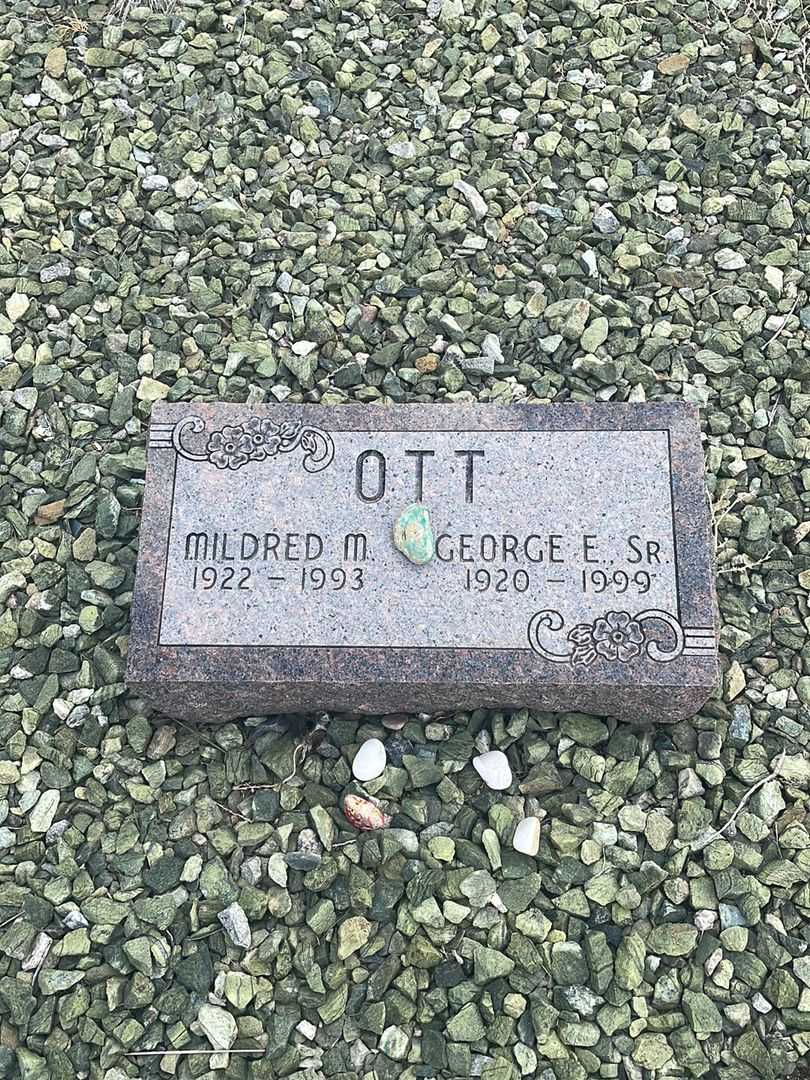 OTT
MILDRED M. GEORGE E., SR.
1922 – 1993 1920 – 1999